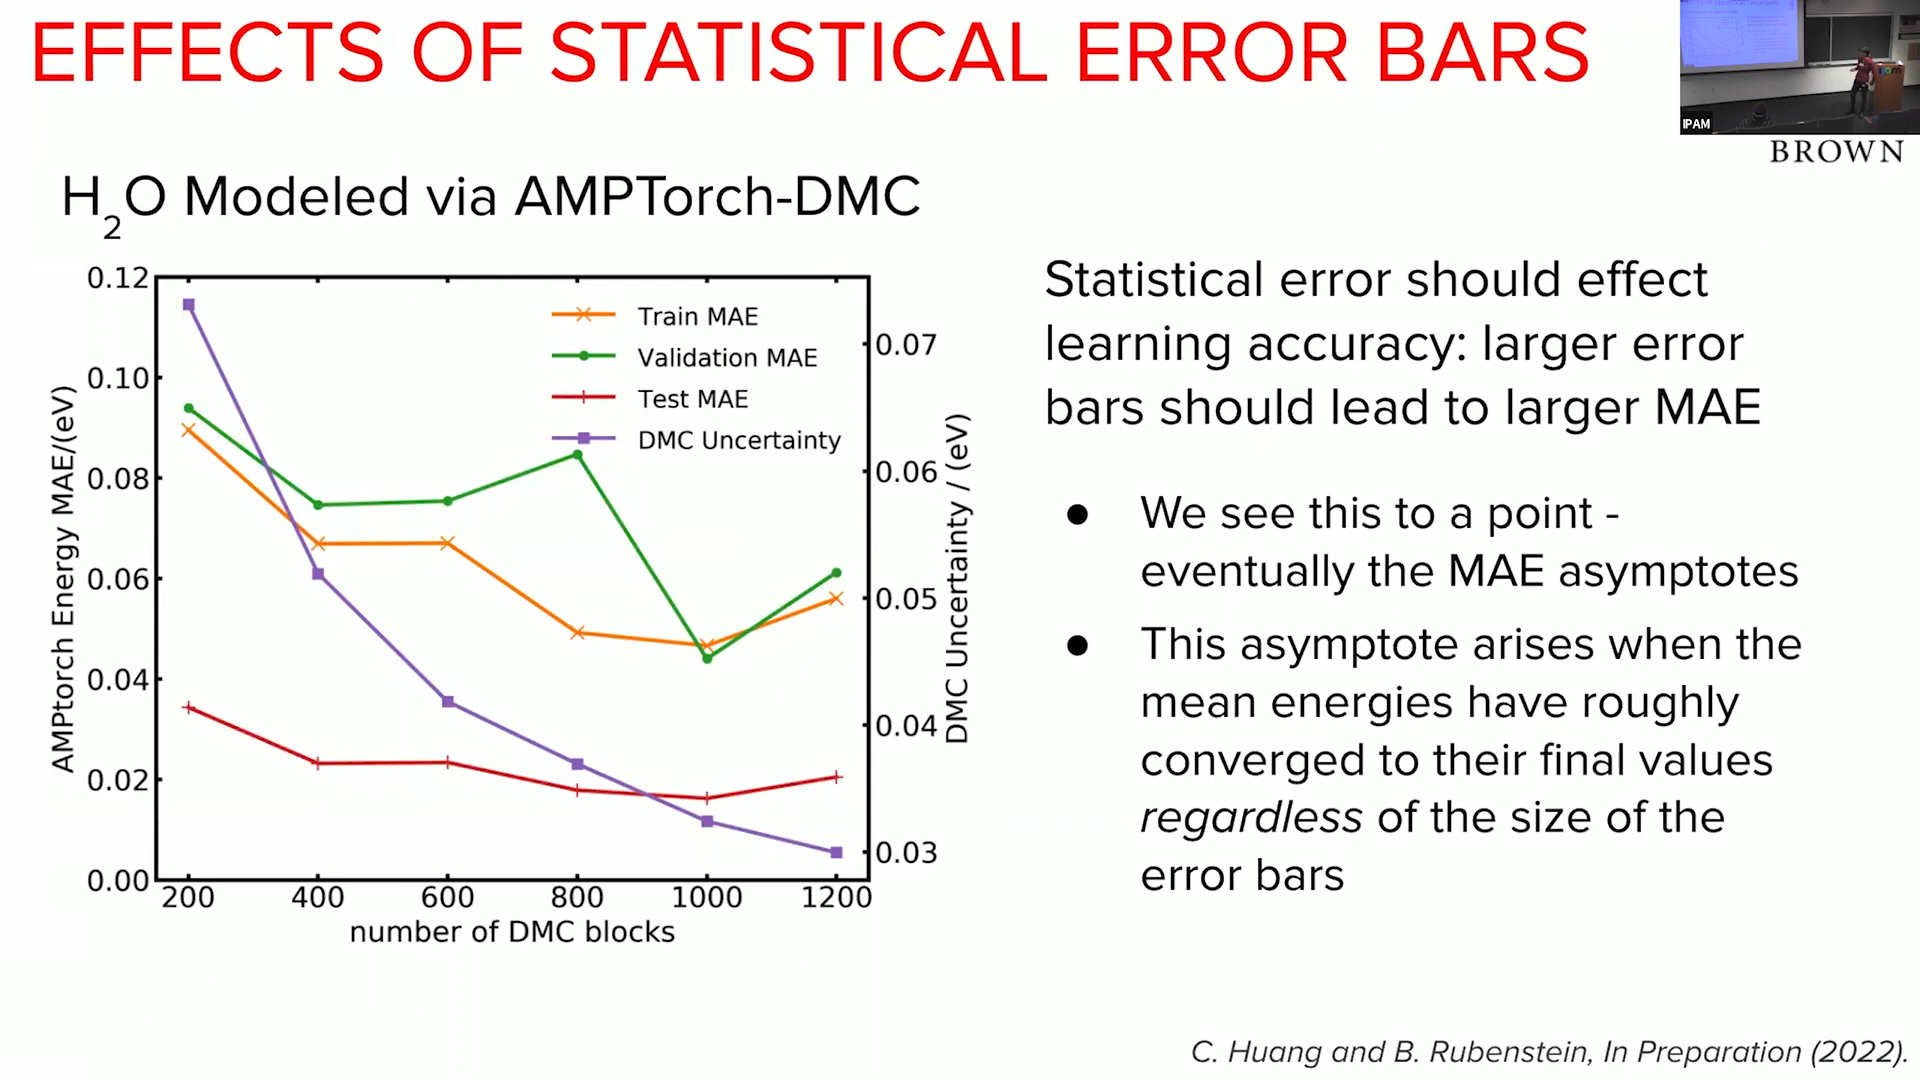 EFFECTS OF STATISTICAL ERROR BARS
IPAM
BROWN
H2O Modeled via AMPTorch-DMC
0.12
0.10
0.08
0.06
0.04
0.02
0.00
AMPtorch Energy MAE/(eV)
Train MAE
Validation MAE
Test MAE
DMC Uncertainty
0.07
0.06
0.05
0.04
0.03
DMC Uncertainty / (eV)
200 400 600 800 1000 1200
number of DMC blocks
Statistical error should effect
learning accuracy: larger error
bars should lead to larger MAE
● We see this to a point -
eventually the MAE asymptotes
● This asymptote arises when the
mean energies have roughly
converged to their final values
regardless of the size of the
error bars
C. Huang and B. Rubenstein, In Preparation (2022).